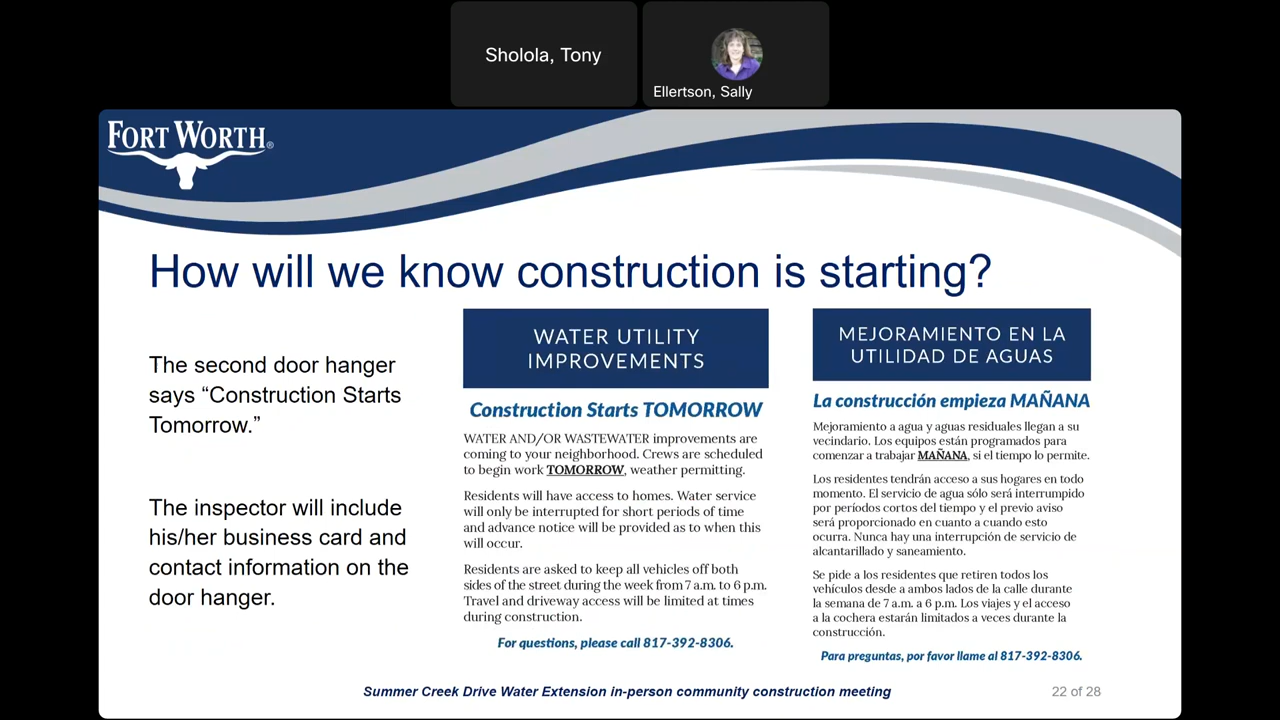 Sholola, Tony
Ellertson, Sally
FORT WORTH®
How will we know construction is starting?
The second door hanger
says “Construction Starts
Tomorrow.”
The inspector will include
his/her business card and
contact information on the
door hanger.
WATER UTILITY
IMPROVEMENTS
Construction Starts TOMORROW
WATER AND/OR WASTEWATER improvements are
coming to your neighborhood. Crews are scheduled
to begin work TOMORROW, weather permitting.
Residents will have access to homes. Water service
will only be interrupted for short periods of time
and advance notice will be provided as to when this
will occur.
Residents are asked to keep all vehicles off both
sides of the street during the week from 7 a.m. to 6 p.m.
Travel and driveway access will be limited at times
during construction.
For questions, please call 817-392-8306.
MEJORAMIENTO EN LA
UTILIDAD DE AGUAS
La construcción empieza MAÑANA
Mejoramiento a agua y aguas residuales llegan a su
vecindario. Los equipos están programados para
comenzar a trabajar MAÑANA, si el tiempo lo permite.
Los residentes tendrán acceso a sus hogares en todo
momento. El servicio de agua sólo será interrumpido
por períodos cortos del tiempo y el previo aviso
será proporcionado en cuanto a cuando esto
ocurra. Nunca hay una interrupción de servicio de
alcantarillado y saneamiento.
Se pide a los residentes que retiren todos los
vehículos desde a ambos lados de la calle durante
la semana de 7 a.m. a 6 p.m. Los viajes y el acceso
a la cochera estarán limitados a veces durante la
construcción.
Para preguntas, por favor llame al 817-392-8306.
Summer Creek Drive Water Extension in-person community construction meeting
22 of 28